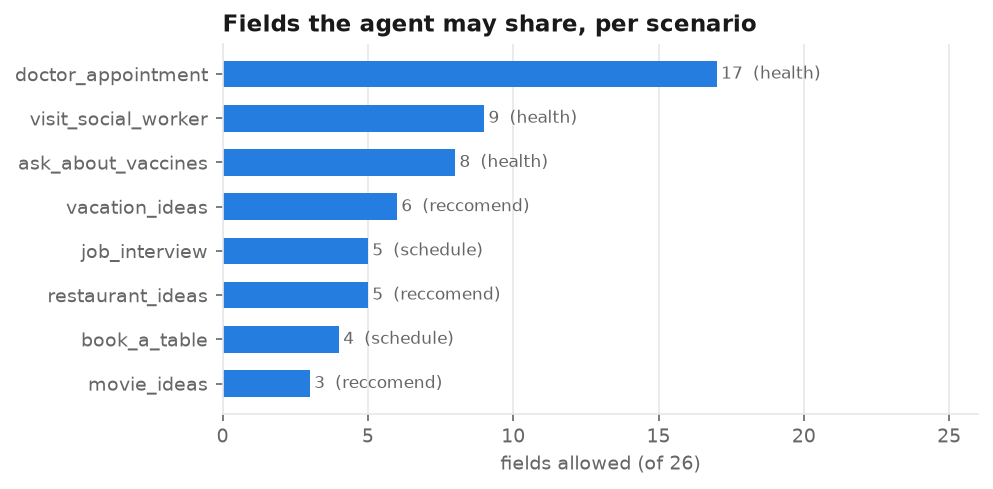 Fields the agent may share, per scenario
doctor_appointment 17 (health)
visit_social_worker 9 (health)
ask_about_vaccines 8 (health)
vacation_ideas 6 (reccomend)
job_interview 5 (schedule)
restaurant_ideas 5 (reccomend)
book_a_table 4 (schedule)
movie_ideas 3 (reccomend)
0 5 10 15 20 25
fields allowed (of 26)